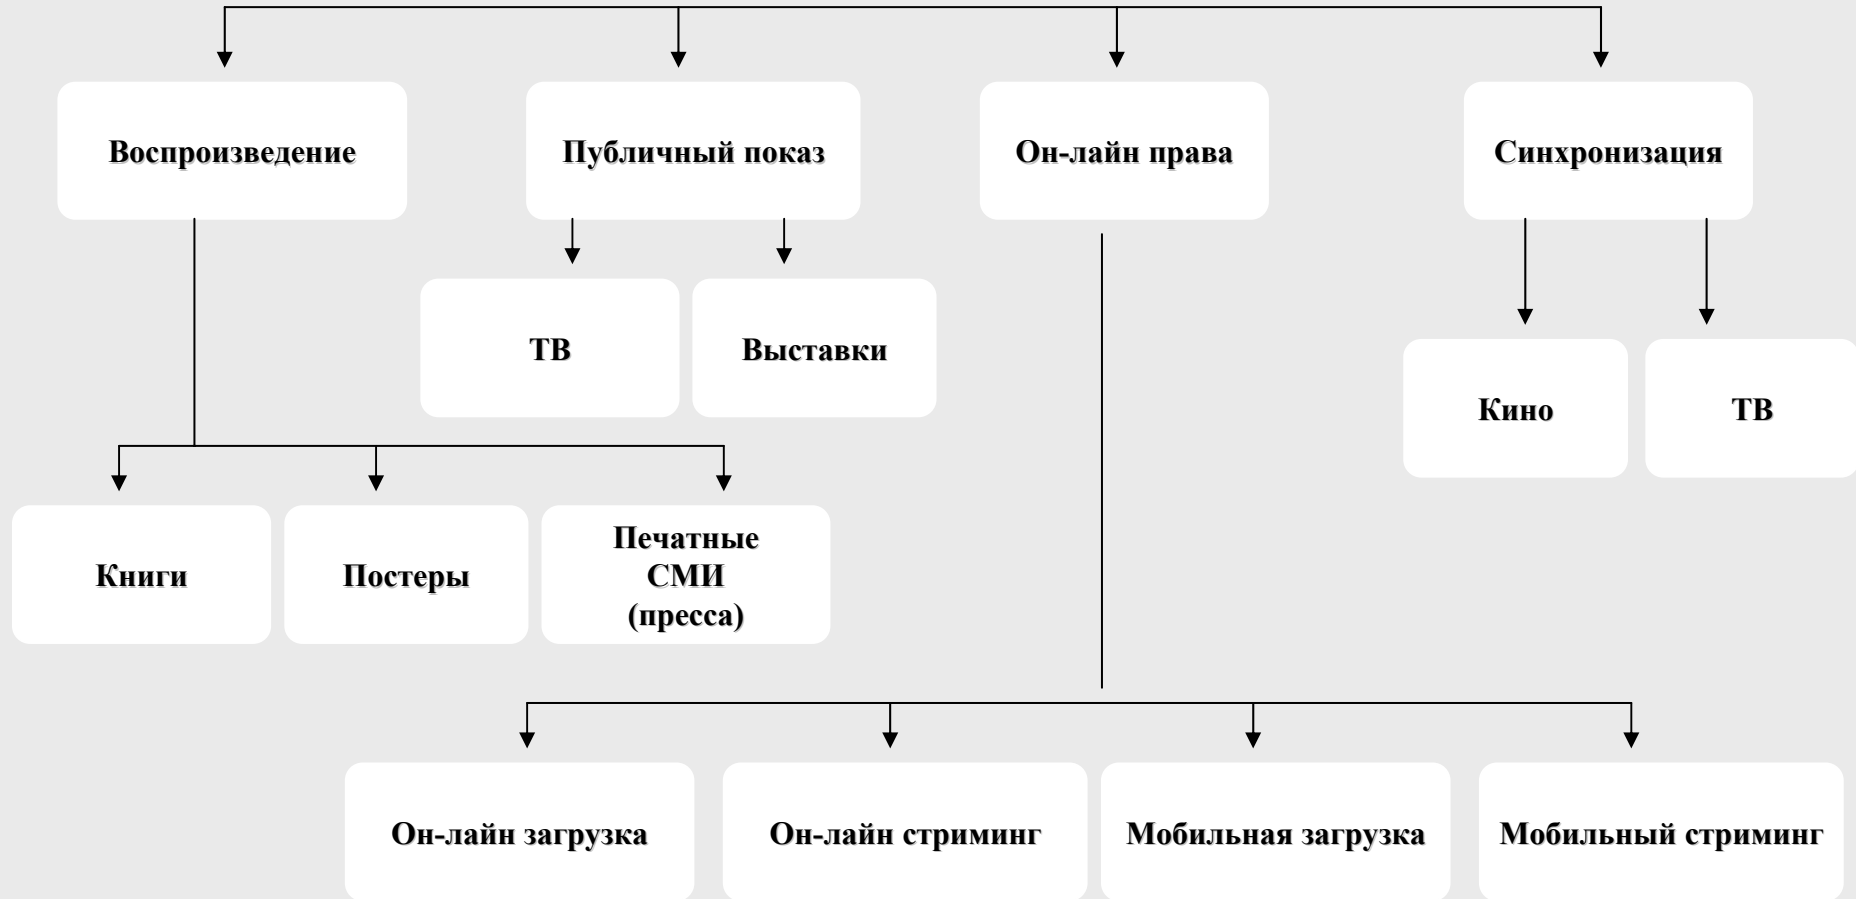 Воспроизведение
Публичный показ
Он-лайн права
Синхронизация
ТВ
Выставки
Кино
ТВ
Книги
Постеры
Печатные
СМИ
(пресса)
Он-лайн загрузка
Он-лайн стриминг
Мобильная загрузка
Мобильный стриминг